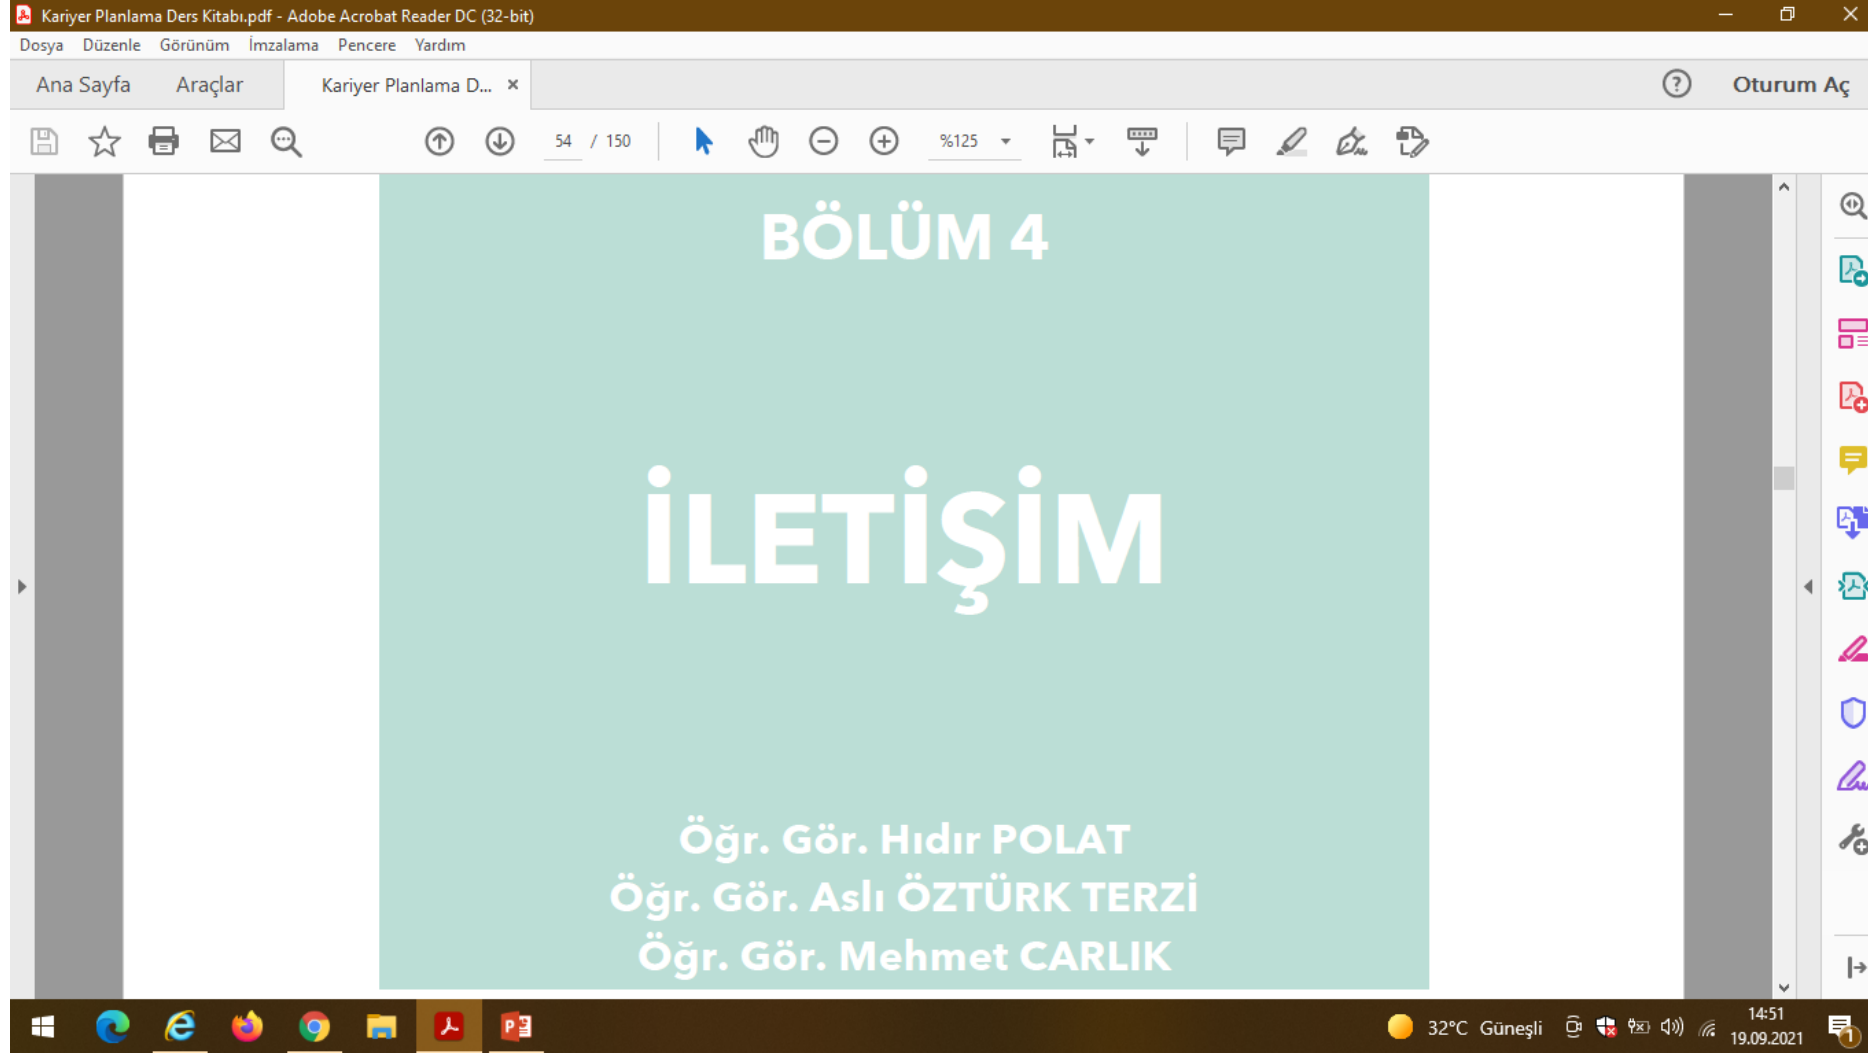 Kariyer Planlama Ders Kitabı.pdf - Adobe Acrobat Reader DC (32-bit)
Dosya Düzenle Görünüm İmzalama Pencere Yardım
Ana Sayfa Araçlar Kariyer Planlama D... Oturum Aç
54 / 150 %125
BÖLÜM 4
İLETİŞİM
Öğr. Gör. Hıdır POLAT
Öğr. Gör. Aslı ÖZTÜRK TERZİ
Öğr. Gör. Mehmet CARLIK
32°C Güneşli
14:51
19.09.2021
1